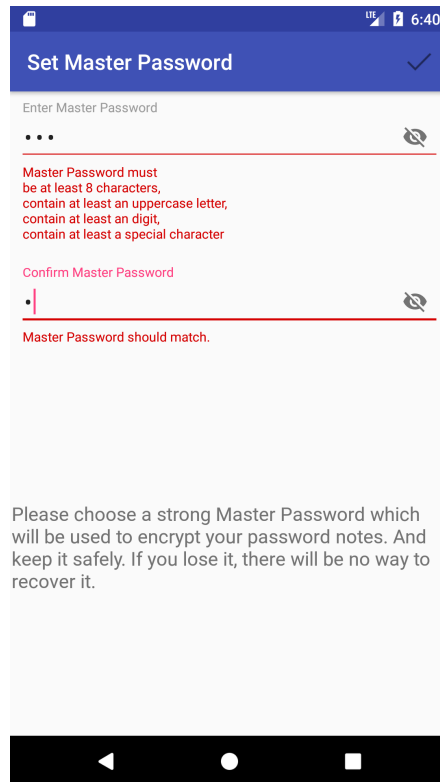 LTE 6:40
Set Master Password
Enter Master Password
•••
Master Password must
be at least 8 characters,
contain at least an uppercase letter,
contain at least an digit,
contain at least a special character
Confirm Master Password
•
Master Password should match.
Please choose a strong Master Password which
will be used to encrypt your password notes. And
keep it safely. If you lose it, there will be no way to
recover it.